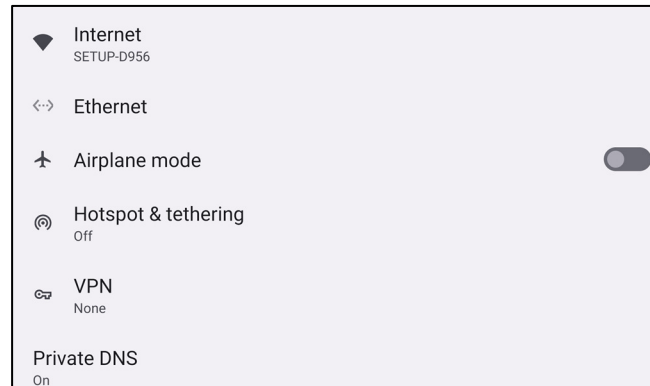 Internet
SETUP-D956
Ethernet
Airplane mode
Hotspot & tethering
Off
VPN
None
Private DNS
On